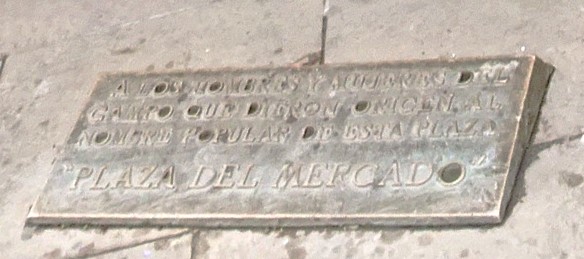 A LOS HOMBRES Y MUJERES DEL
CAMPO QUE DIERON ORIGEN AL
NOMBRE POPULAR DE ESTA PLAZA
"PLAZA DEL MERCADO"